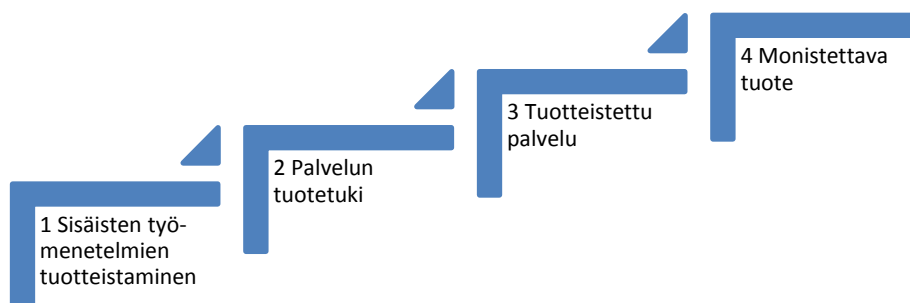 1 Sisäisten työ-
menetelmien
tuotteistaminen
2 Palvelun
tuotetuki
3 Tuotteistettu
palvelu
4 Monistettava
tuote